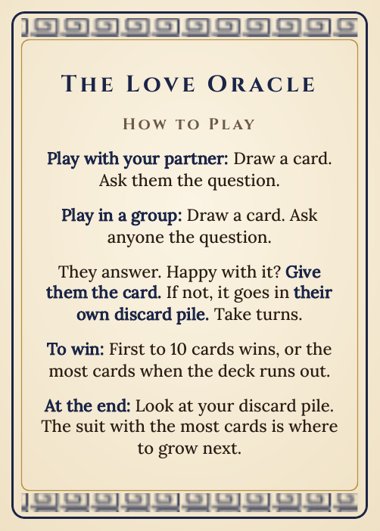 The Love Oracle
How to Play
Play with your partner: Draw a card.
Ask them the question.
Play in a group: Draw a card. Ask
anyone the question.
They answer. Happy with it? Give
them the card. If not, it goes in their
own discard pile. Take turns.
To win: First to 10 cards wins, or the
most cards when the deck runs out.
At the end: Look at your discard pile.
The suit with the most cards is where
to grow next.